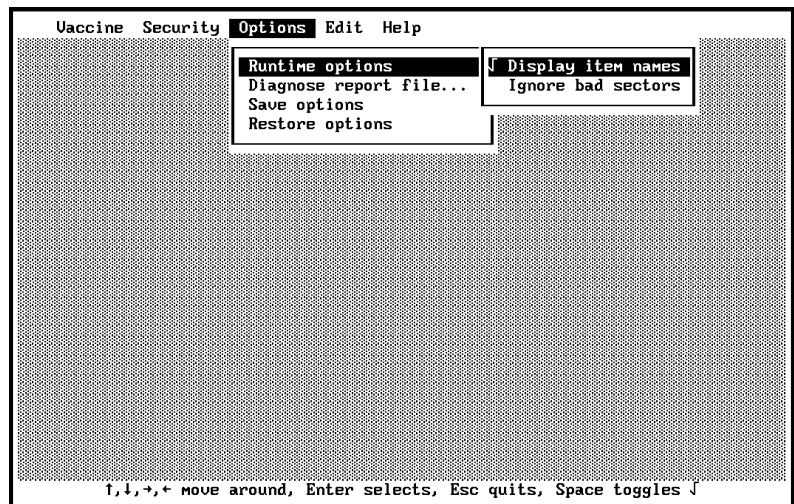 Vaccine Security Options Edit Help
Runtime options
Diagnose report file...
Save options
Restore options
√ Display item names
Ignore bad sectors
↑,↓,→,← move around, Enter selects, Esc quits, Space toggles √